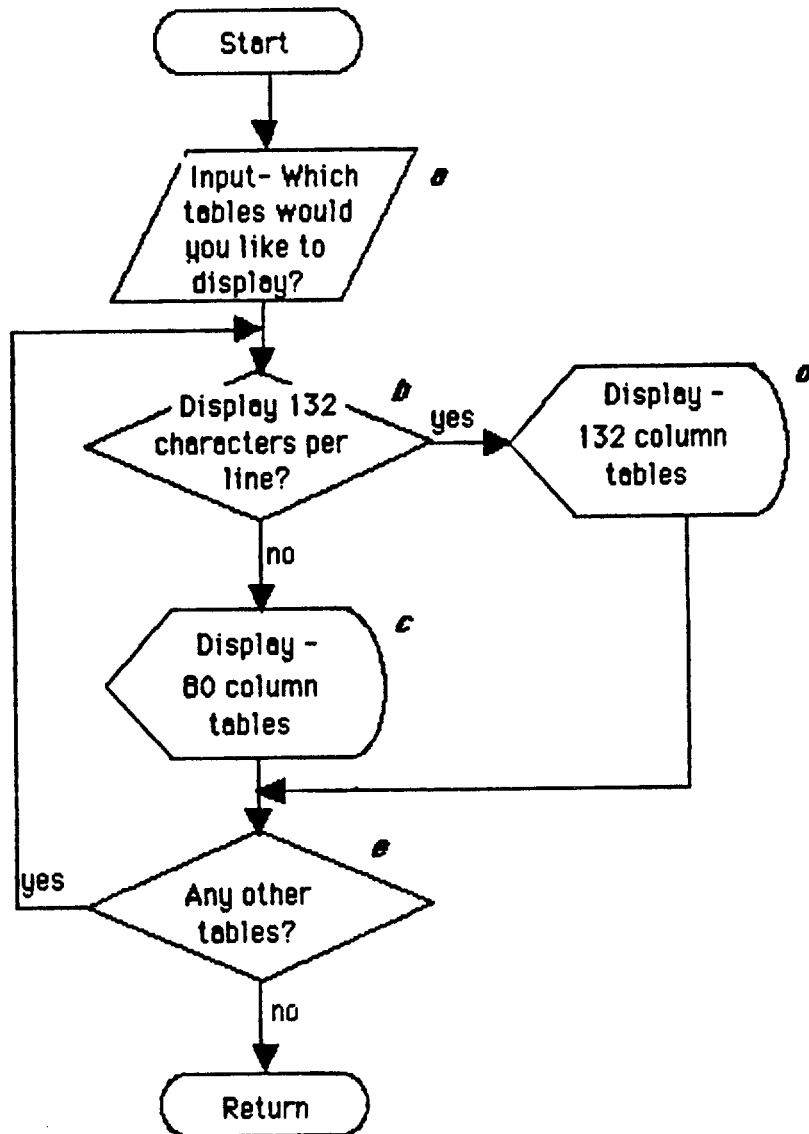 Start
Input- Which
tables would
you like to
display?
a
Display 132
characters per
line?
b
yes
Display -
132 column
tables
d
no
Display -
80 column
tables
c
Any other
tables?
e
yes
no
Return